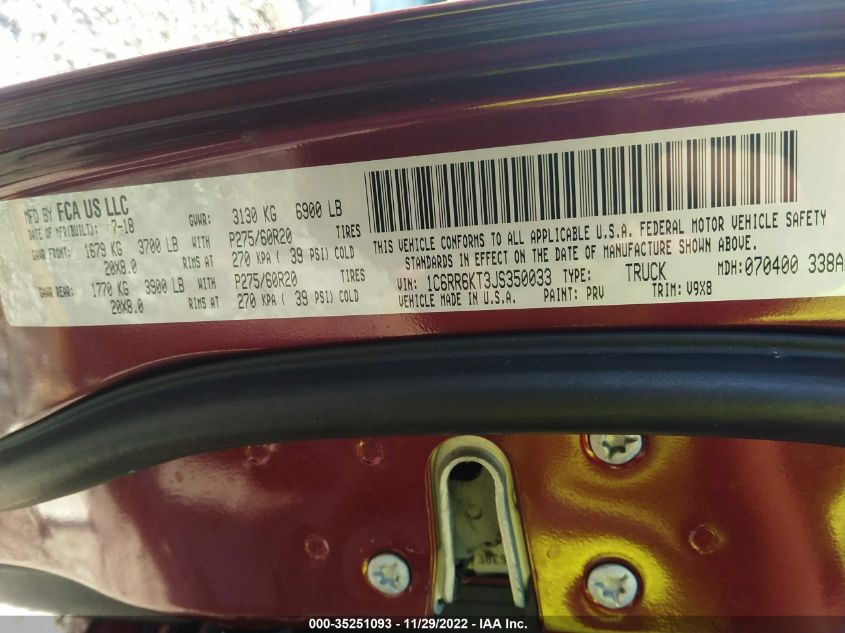 MFD BY FCA US LLC
DATE OF MFR(BUILT): 7-18 GVWR: 3130 KG 6900 LB
GAWR FRONT: 1679 KG 3700 LB WITH P275/60R20 TIRES
20X8.0 RIMS AT 270 KPA ( 39 PSI) COLD
GAWR REAR: 1770 KG 3900 LB WITH P275/60R20 TIRES
20X8.0 RIMS AT 270 KPA ( 39 PSI) COLD
THIS VEHICLE CONFORMS TO ALL APPLICABLE U.S.A. FEDERAL MOTOR VEHICLE SAFETY
STANDARDS IN EFFECT ON THE DATE OF MANUFACTURE SHOWN ABOVE.
VIN: 1C6RR6KT3JS350033 TYPE: TRUCK MDH: 070400 338A
VEHICLE MADE IN U.S.A. PAINT: PRV TRIM: V9X8
000-35251093 - 11/29/2022 - IAA Inc.